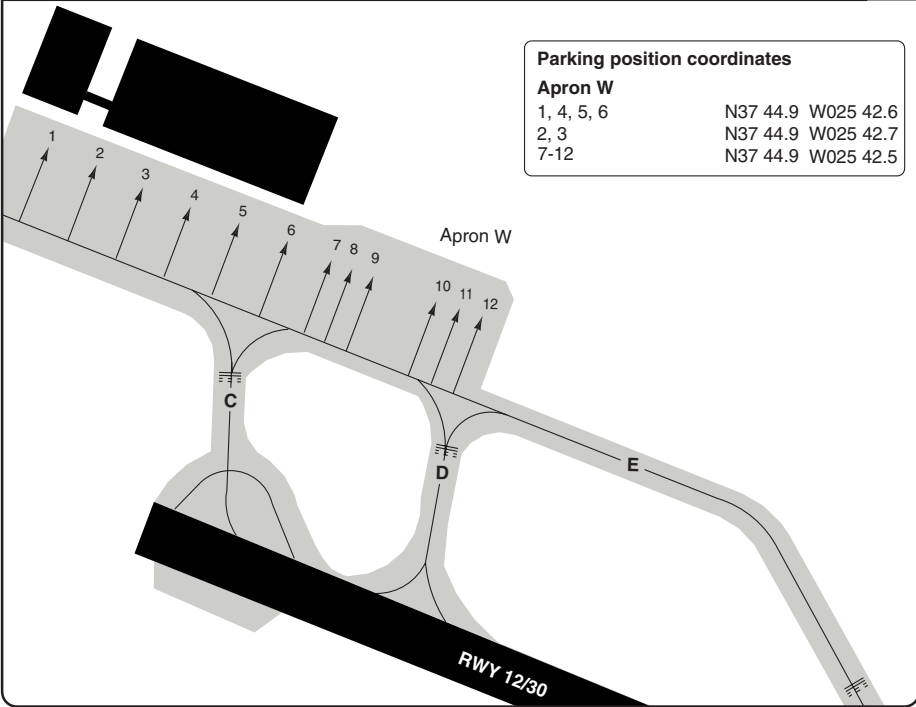 Parking position coordinates
Apron W
1, 4, 5, 6 N37 44.9 W025 42.6
2, 3 N37 44.9 W025 42.7
7-12 N37 44.9 W025 42.5
1
2
3
4
5
6
7
8
9
Apron W
10
11
12
C
D
E
RWY 12/30